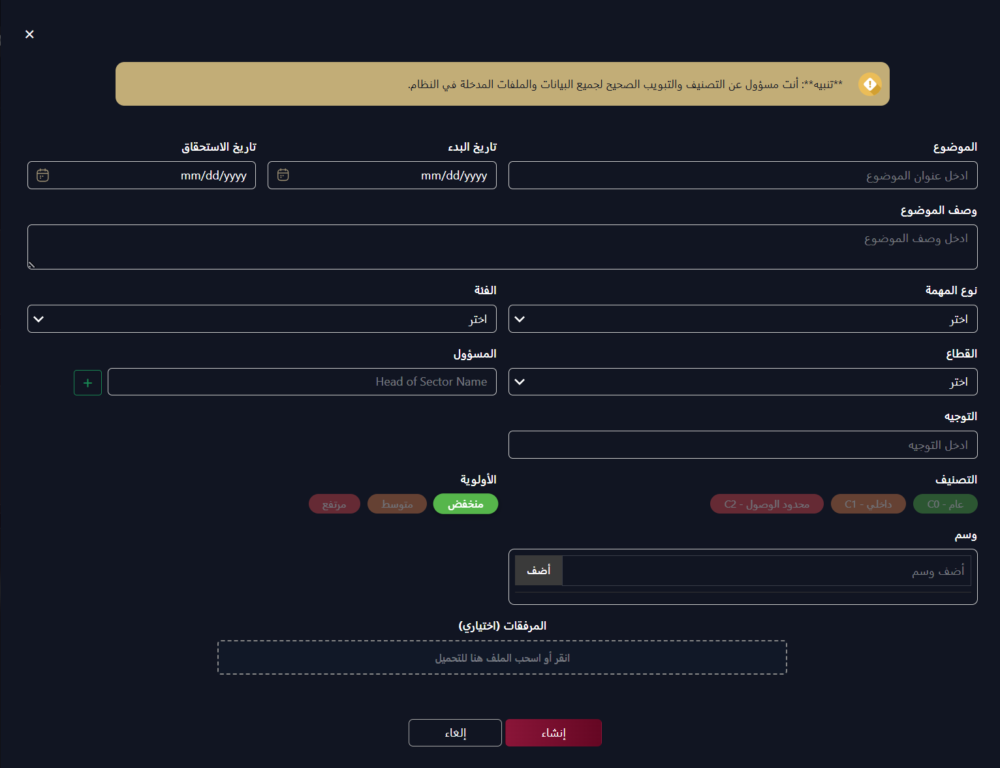 **تنبيه**: أنت مسؤول عن التصنيف والتبويب الصحيح لجميع البيانات والملفات المدخلة في النظام.
الموضوع
ادخل عنوان الموضوع
تاريخ البدء
mm/dd/yyyy
تاريخ الاستحقاق
mm/dd/yyyy
وصف الموضوع
ادخل وصف الموضوع
نوع المهمة
اختر
الفئة
اختر
القطاع
اختر
المسؤول
Head of Sector Name
التوجيه
ادخل التوجيه
التصنيف
عام - C0
داخلي - C1
محدود الوصول - C2
الأولوية
منخفض
متوسط
مرتفع
وسم
أضف وسم
أضف
المرفقات (اختياري)
انقر أو اسحب الملف هنا للتحميل
إنشاء
إلغاء